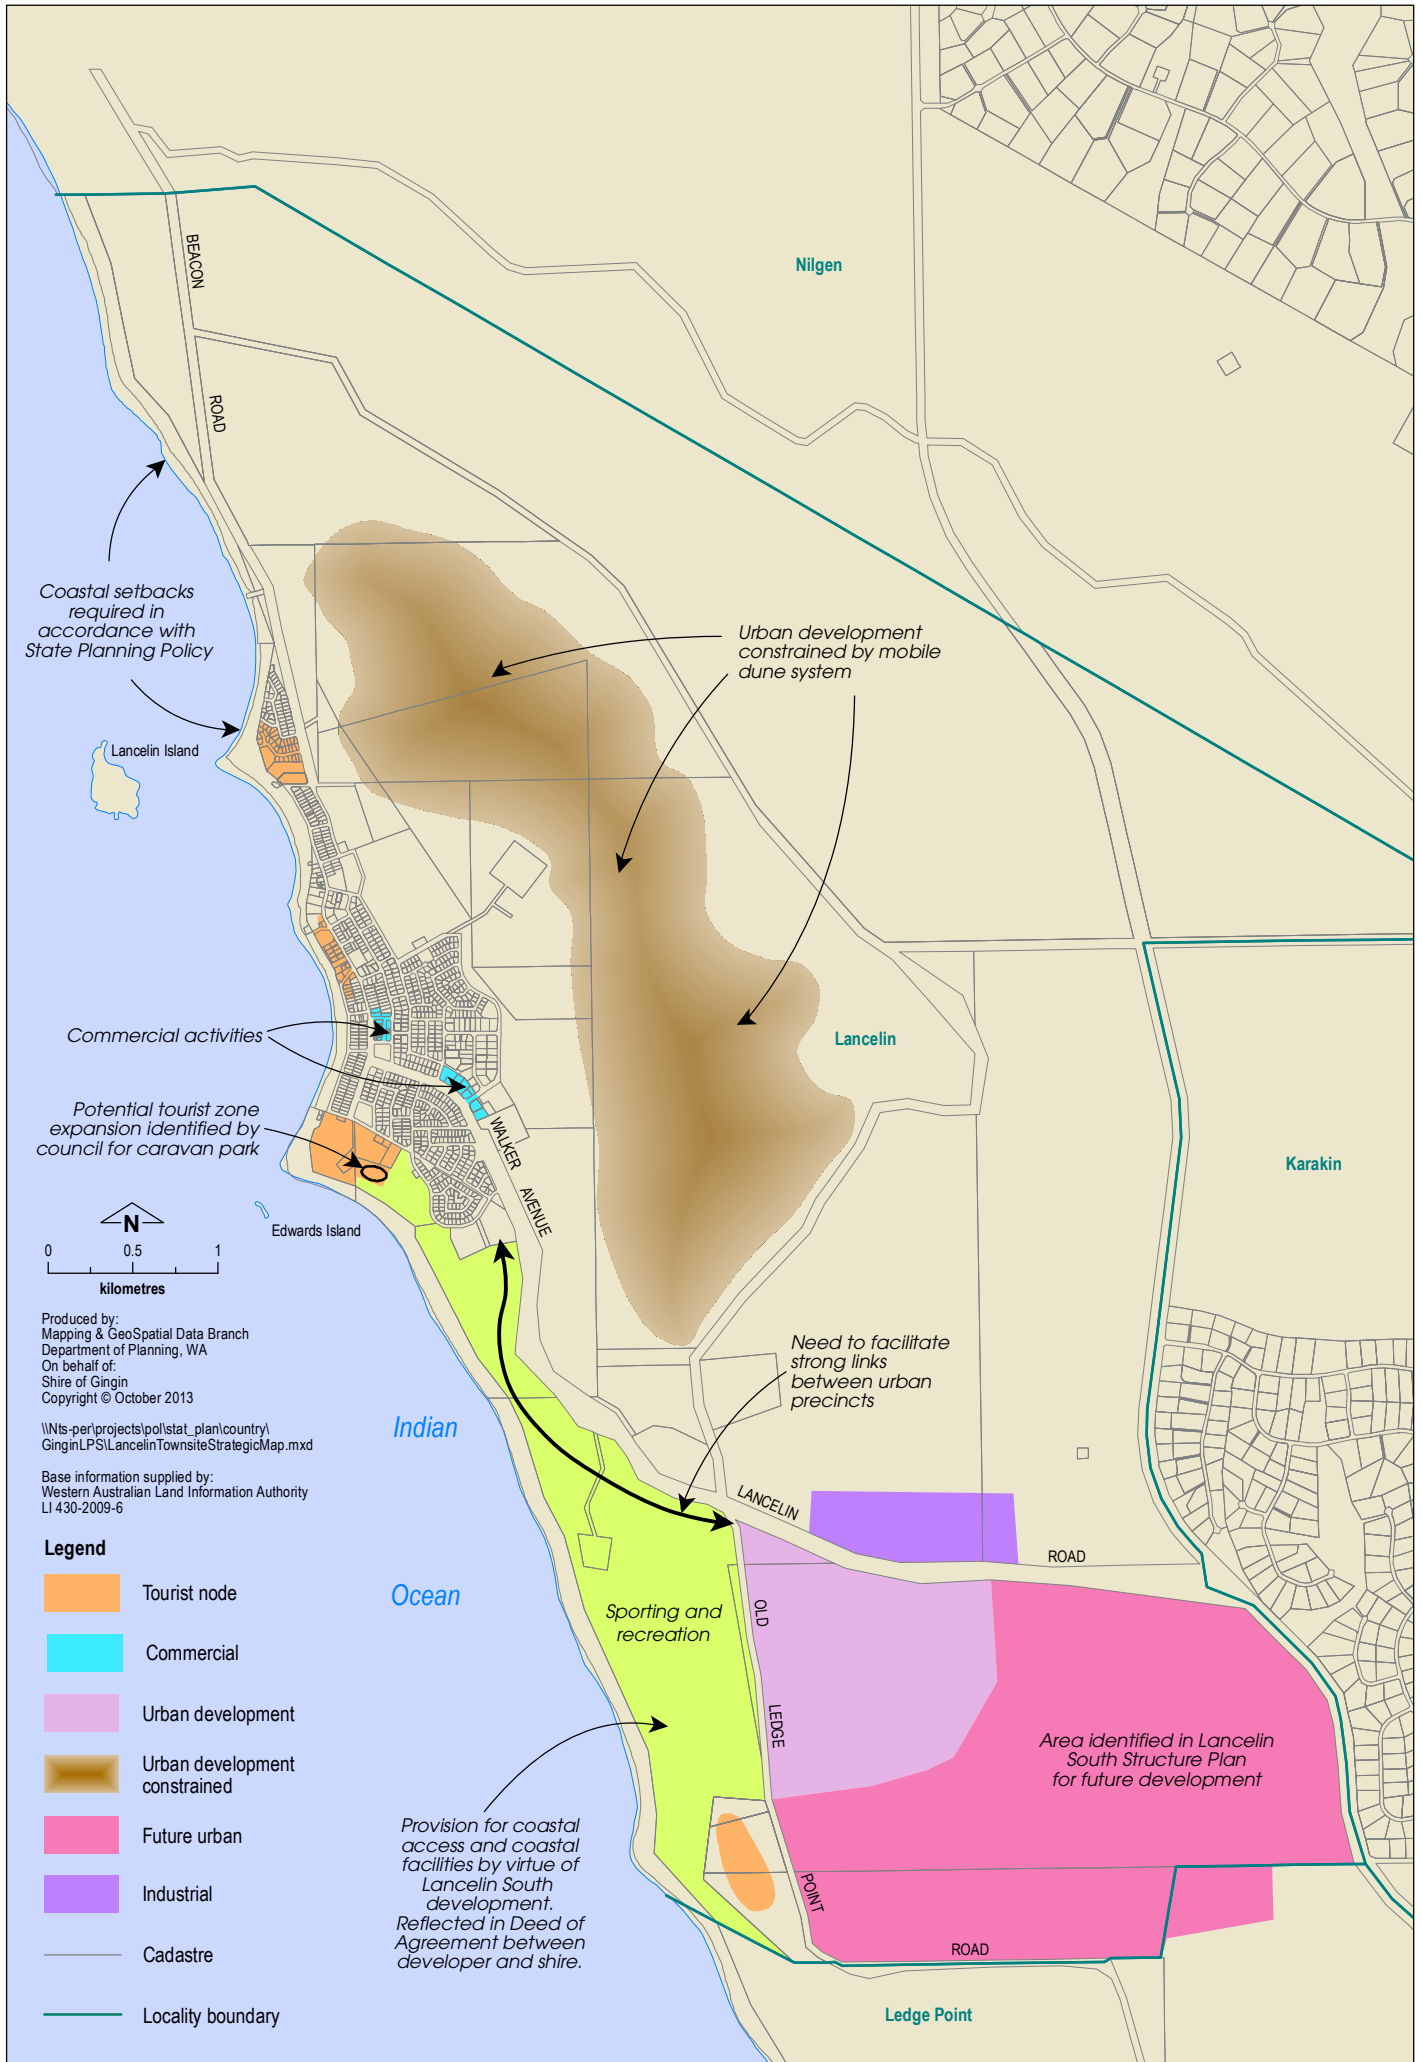 Nilgen
BEACON
ROAD
Coastal setbacks
required in
accordance with
State Planning Policy
Urban development
constrained by mobile
dune system
Lancelin Island
Commercial activities
Lancelin
Potential tourist zone
expansion identified by
council for caravan park
WALKER
AVENUE
Karakin
Edwards Island
N
0 0.5 1
kilometres
Produced by:
Mapping & GeoSpatial Data Branch
Department of Planning, WA
On behalf of:
Shire of Gingin
Copyright © October 2013
\\Nts-per\projects\pol\stat_plan\country\
GinginLPS\LancelinTownsiteStrategicMap.mxd
Base information supplied by:
Western Australian Land Information Authority
LI 430-2009-6
Need to facilitate
strong links
between urban
precincts
Indian
Ocean
LANCELIN
ROAD
OLD
LEDGE
POINT
ROAD
Sporting and
recreation
Area identified in Lancelin
South Structure Plan
for future development
Provision for coastal
access and coastal
facilities by virtue of
Lancelin South
development.
Reflected in Deed of
Agreement between
developer and shire.
Ledge Point
Legend
Tourist node
Commercial
Urban development
Urban development
constrained
Future urban
Industrial
Cadastre
Locality boundary